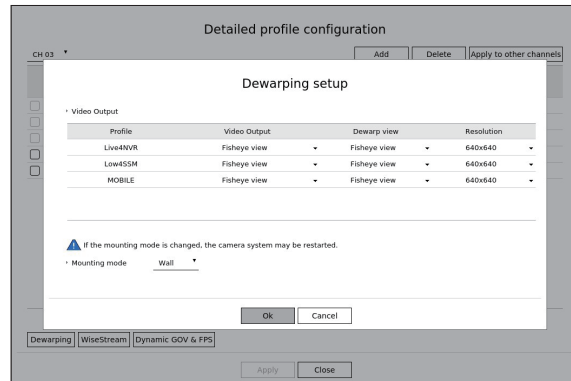 Detailed profile configuration
CH 03
Add Delete Apply to other channels
Dewarping setup
Video Output
Profile Video Output Dewarp view Resolution
Live4NVR Fisheye view Fisheye view 640x640
Low4SSM Fisheye view Fisheye view 640x640
MOBILE Fisheye view Fisheye view 640x640
If the mounting mode is changed, the camera system may be restarted.
Mounting mode Wall
Ok Cancel
Dewarping WiseStream Dynamic GOV & FPS
Apply Close